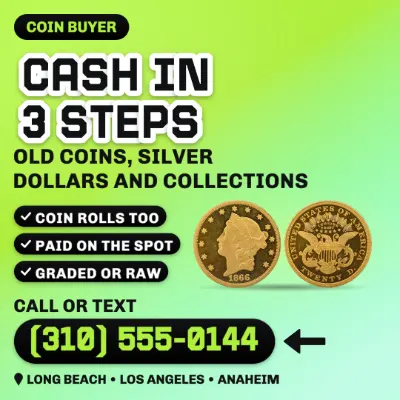 COIN BUYER
CASH IN
3 STEPS
OLD COINS, SILVER
DOLLARS AND COLLECTIONS
COIN ROLLS TOO
PAID ON THE SPOT
GRADED OR RAW
1866
UNITED STATES OF AMERICA
TWENTY D.
CALL OR TEXT
(310) 555-0144
LONG BEACH • LOS ANGELES • ANAHEIM